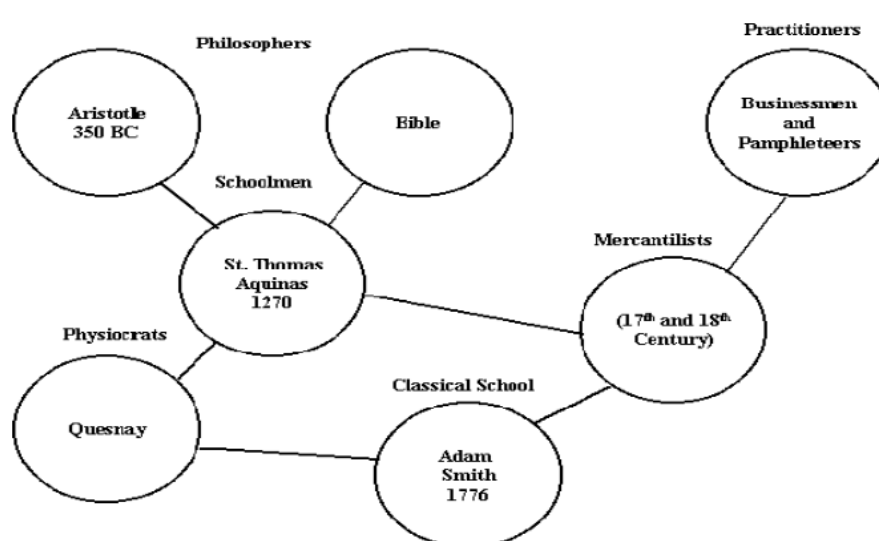 Practitioners
Philosophers
Aristotle
350 BC
Bible
Businessmen
and
Pamphleteers
Schoolmen
St. Thomas
Aquinas
1270
Mercantilists
(17th and 18th
Century)
Physiocrats
Quesnay
Classical School
Adam
Smith
1776